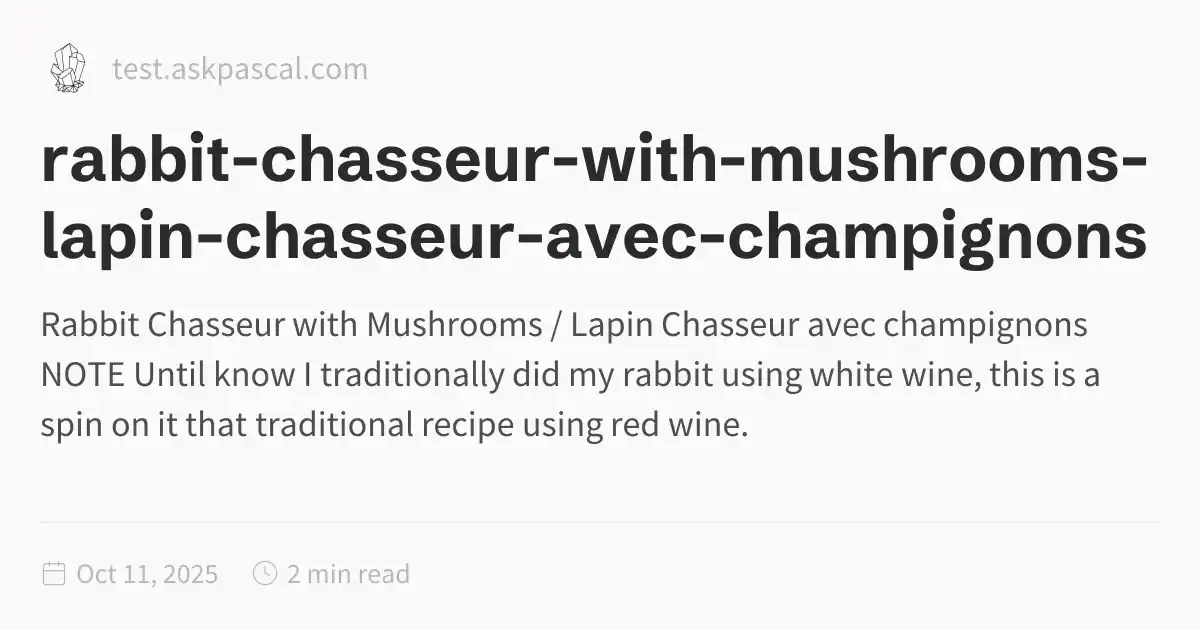 test.askpascal.com
rabbit-chasseur-with-mushrooms-
lapin-chasseur-avec-champignons
Rabbit Chasseur with Mushrooms / Lapin Chasseur avec champignons
NOTE Until know I traditionally did my rabbit using white wine, this is a
spin on it that traditional recipe using red wine.
Oct 11, 2025 2 min read